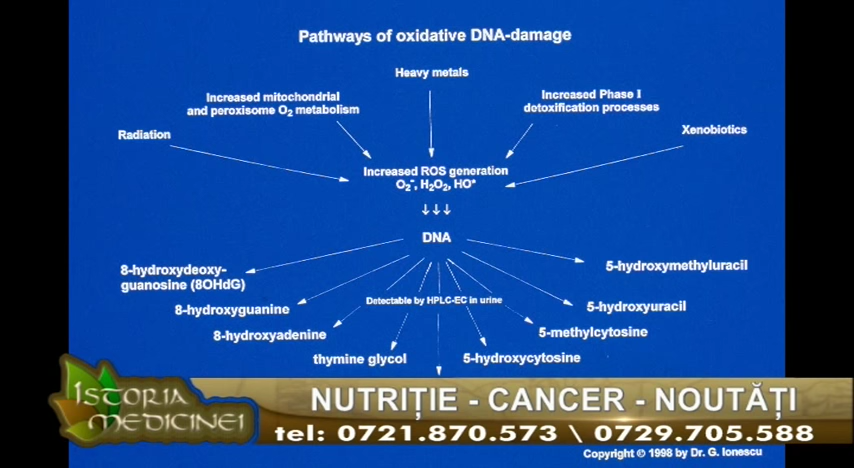 Pathways of oxidative DNA-damage
Heavy metals
Increased mitochondrial
and peroxisome O₂ metabolism
Increased Phase I
detoxification processes
Radiation
Xenobiotics
Increased ROS generation
O₂⁻, H₂O₂, HO•
DNA
8-hydroxydeoxy-
guanosine (8OHdG)
5-hydroxymethyluracil
8-hydroxyguanine
Detectable by HPLC-EC in urine
5-hydroxyuracil
8-hydroxyadenine
5-methylcytosine
thymine glycol
5-hydroxycytosine
ISTORIA
MEDICINEI
NUTRIȚIE - CANCER - NOUTĂȚI
tel: 0721.870.573 \ 0729.705.588
Copyright © 1998 by Dr. G. Ionescu